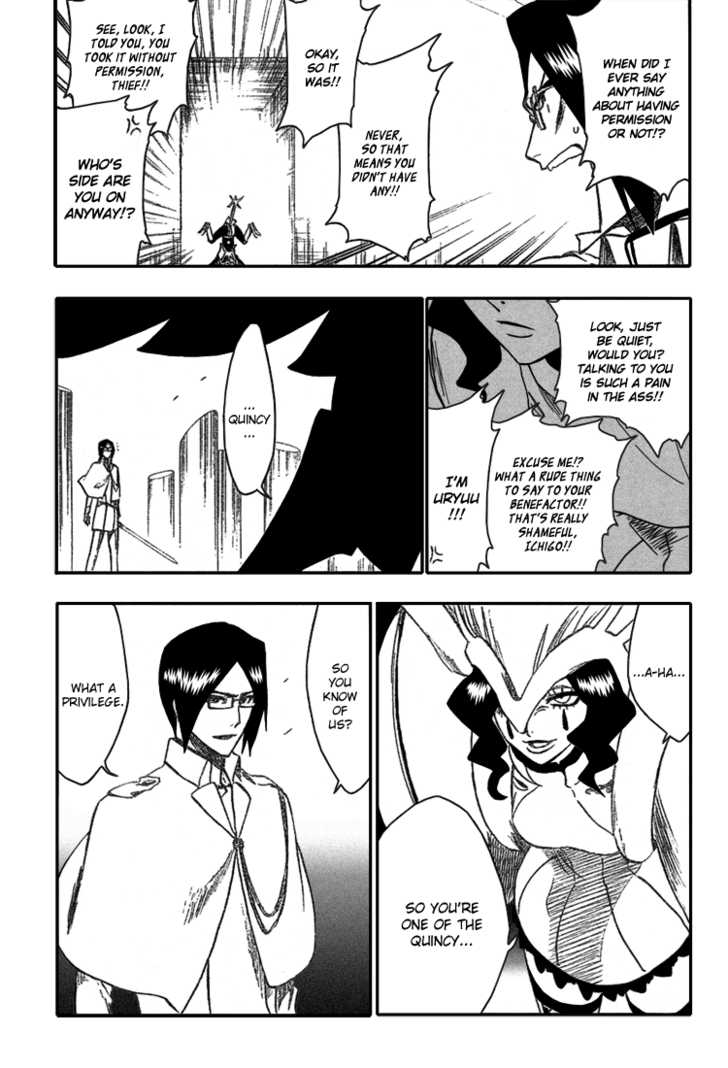 WHEN DID I
EVER SAY
ANYTHING
ABOUT HAVING
PERMISSION
OR NOT!?
NEVER,
SO THAT
MEANS YOU
DIDN'T HAVE
ANY!!
OKAY,
SO IT
WAS!!
SEE, LOOK, I
TOLD YOU, YOU
TOOK IT WITHOUT
PERMISSION,
THIEF!!
WHO'S
SIDE ARE
YOU ON
ANYWAY!?
LOOK, JUST
BE QUIET,
WOULD YOU?
TALKING TO YOU
IS SUCH A PAIN
IN THE ASS!!
EXCUSE ME!?
WHAT A RUDE THING
TO SAY TO YOUR
BENEFACTOR!!
THAT'S REALLY
SHAMEFUL,
ICHIGO!!
I'M
URYUU
!!!
...
QUINCY
...
...A-HA...
SO YOU'RE
ONE OF THE
QUINCY...
SO
YOU
KNOW
OF
US?
WHAT A
PRIVILEGE.